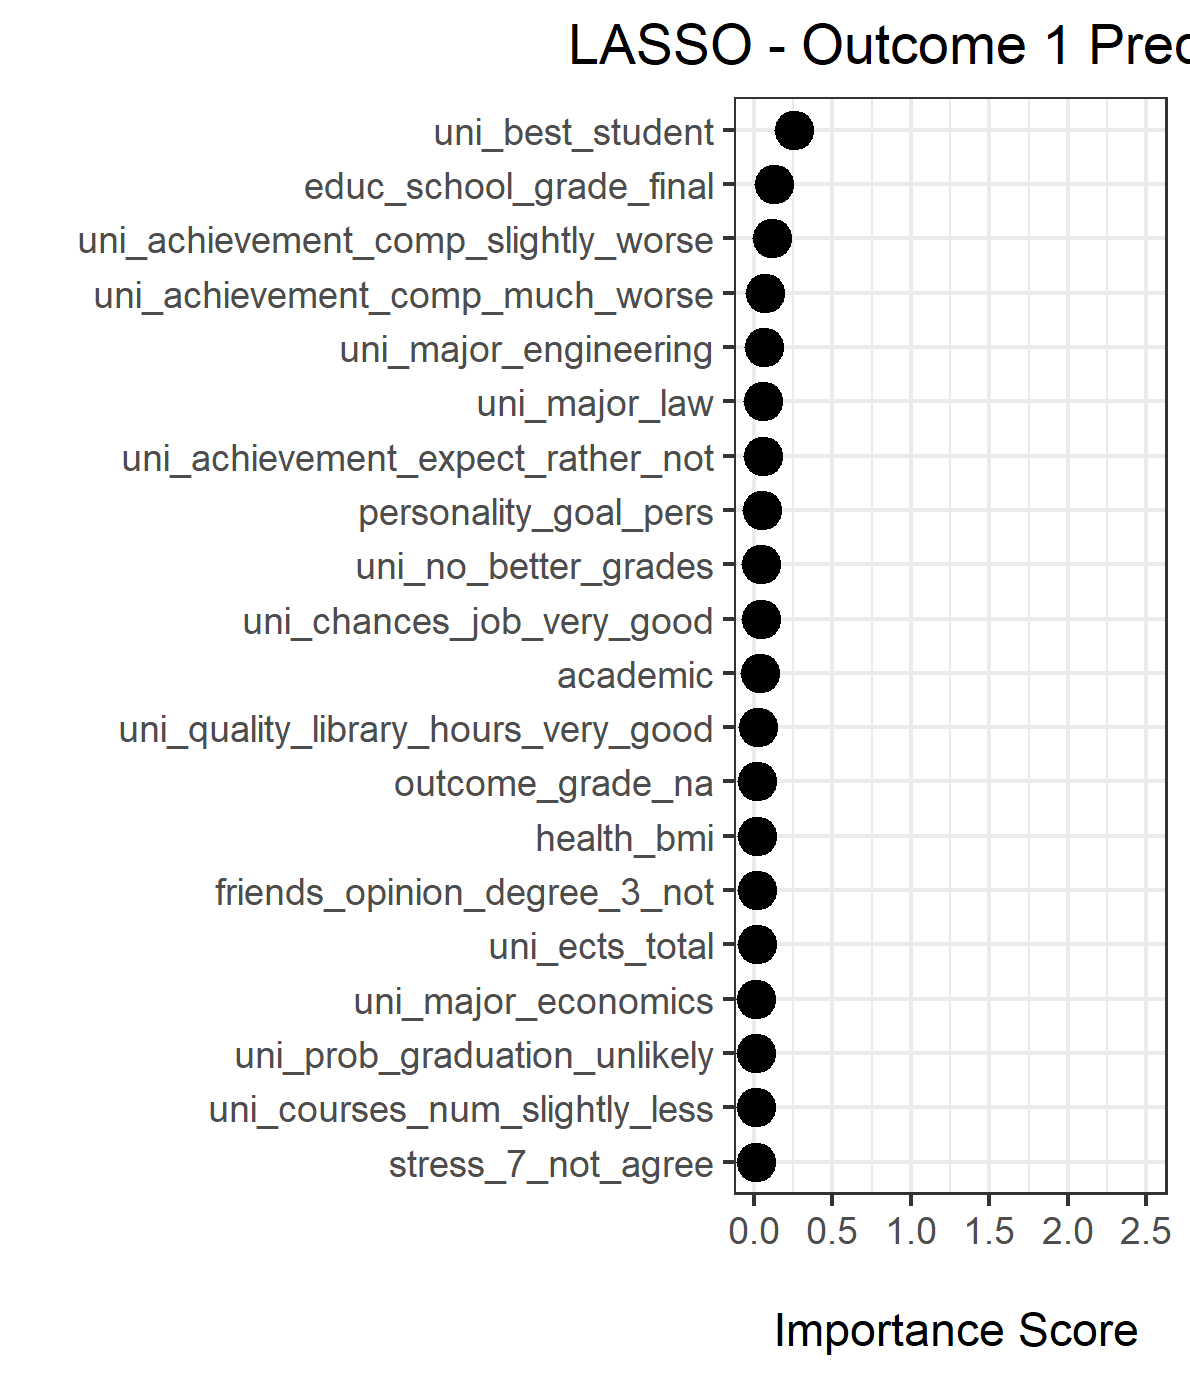 LASSO - Outcome 1 Prec
uni_best_student
educ_school_grade_final
uni_achievement_comp_slightly_worse
uni_achievement_comp_much_worse
uni_major_engineering
uni_major_law
uni_achievement_expect_rather_not
personality_goal_pers
uni_no_better_grades
uni_chances_job_very_good
academic
uni_quality_library_hours_very_good
outcome_grade_na
health_bmi
friends_opinion_degree_3_not
uni_ects_total
uni_major_economics
uni_prob_graduation_unlikely
uni_courses_num_slightly_less
stress_7_not_agree
0.0 0.5 1.0 1.5 2.0 2.5
Importance Score